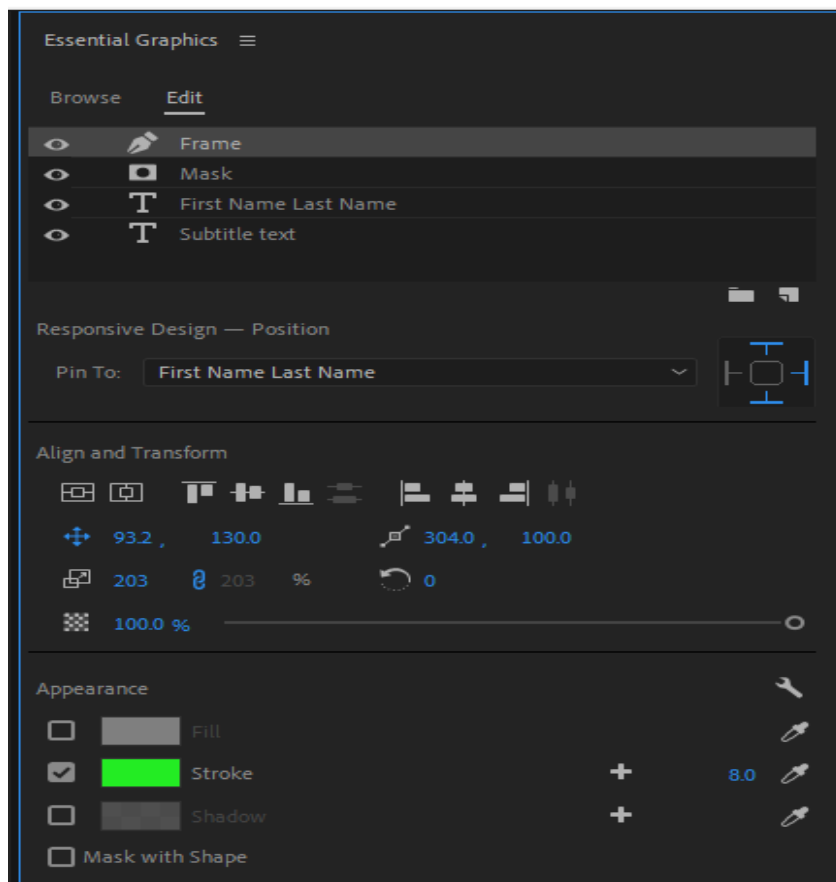 Essential Graphics
Browse Edit
Frame
Mask
First Name Last Name
Subtitle text
Responsive Design — Position
Pin To: First Name Last Name
Align and Transform
93.2 , 130.0 304.0 , 100.0
203 203 % 0
100.0 %
Appearance
Fill
Stroke 8.0
Shadow
Mask with Shape